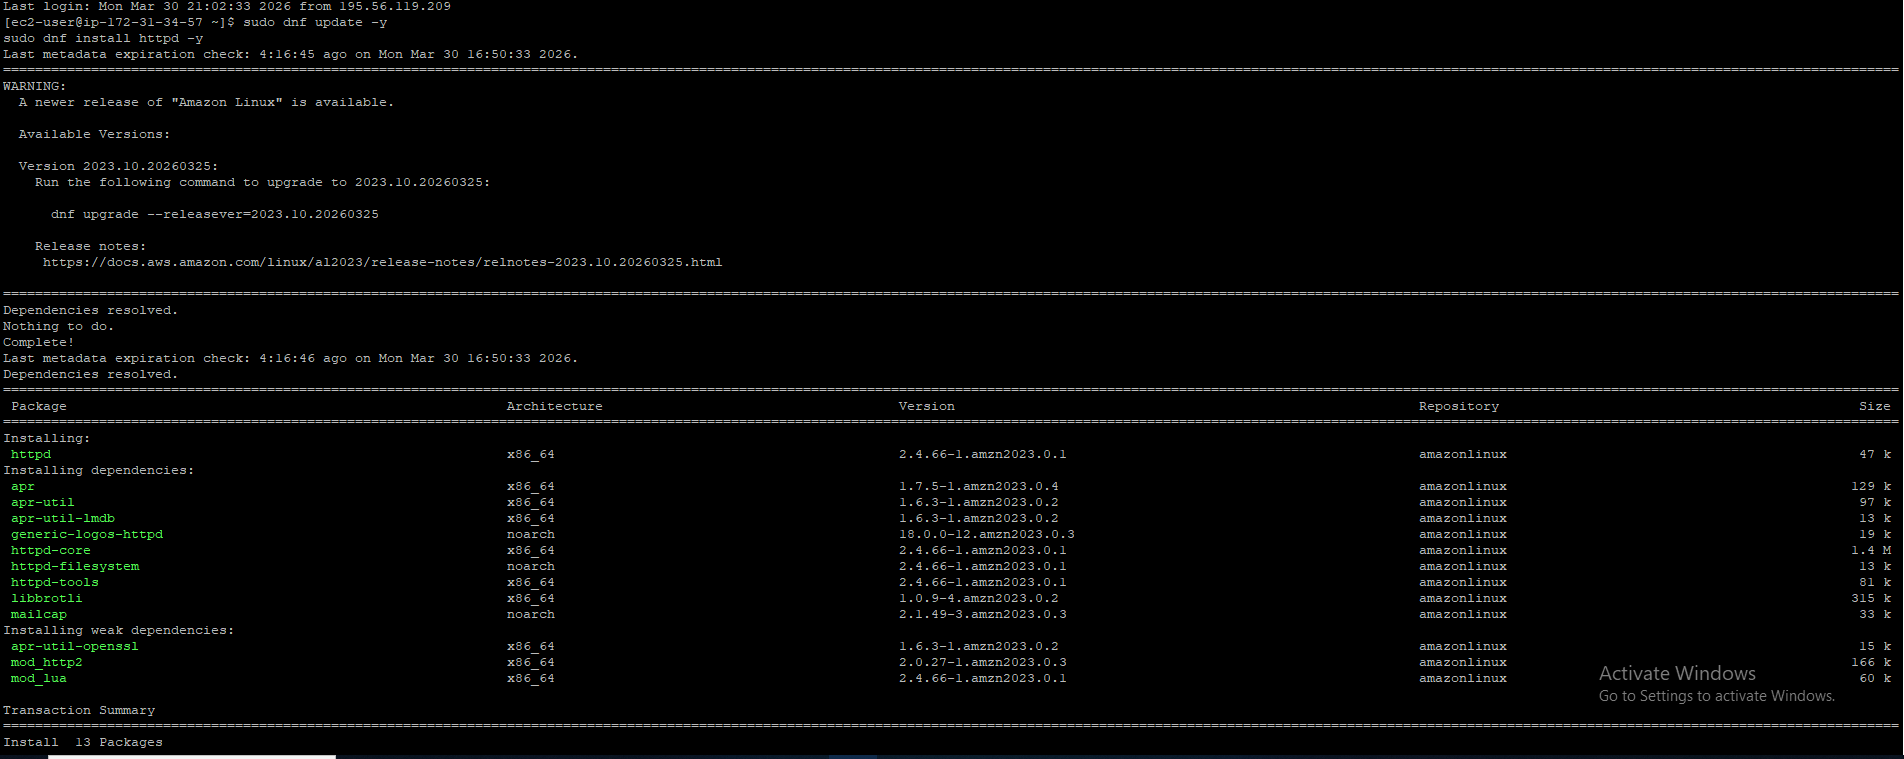 Last login: Mon Mar 30 21:02:33 2026 from 195.56.119.209
[ec2-user@ip-172-31-34-57 ~]$ sudo dnf update -y
sudo dnf install httpd -y
Last metadata expiration check: 4:16:45 ago on Mon Mar 30 16:50:33 2026.
WARNING:
A newer release of "Amazon Linux" is available.
Available Versions:
Version 2023.10.20260325:
Run the following command to upgrade to 2023.10.20260325:
dnf upgrade --releasever=2023.10.20260325
Release notes:
https://docs.aws.amazon.com/linux/al2023/release-notes/relnotes-2023.10.20260325.html
Dependencies resolved.
Nothing to do.
Complete!
Last metadata expiration check: 4:16:46 ago on Mon Mar 30 16:50:33 2026.
Dependencies resolved.
Package Architecture Version Repository Size
Installing:
httpd x86_64 2.4.66-1.amzn2023.0.1 amazonlinux 47 k
Installing dependencies:
apr x86_64 1.7.5-1.amzn2023.0.4 amazonlinux 129 k
apr-util x86_64 1.6.3-1.amzn2023.0.2 amazonlinux 97 k
apr-util-lmdb x86_64 1.6.3-1.amzn2023.0.2 amazonlinux 13 k
generic-logos-httpd noarch 18.0.0-12.amzn2023.0.3 amazonlinux 19 k
httpd-core x86_64 2.4.66-1.amzn2023.0.1 amazonlinux 1.4 M
httpd-filesystem noarch 2.4.66-1.amzn2023.0.1 amazonlinux 13 k
httpd-tools x86_64 2.4.66-1.amzn2023.0.1 amazonlinux 81 k
libbrotli x86_64 1.0.9-4.amzn2023.0.2 amazonlinux 315 k
mailcap noarch 2.1.49-3.amzn2023.0.3 amazonlinux 33 k
Installing weak dependencies:
apr-util-openssl x86_64 1.6.3-1.amzn2023.0.2 amazonlinux 15 k
mod_http2 x86_64 2.0.27-1.amzn2023.0.3 amazonlinux 166 k
mod_lua x86_64 2.4.66-1.amzn2023.0.1 amazonlinux 60 k
Activate Windows
Go to Settings to activate Windows.
Transaction Summary
Install 13 Packages